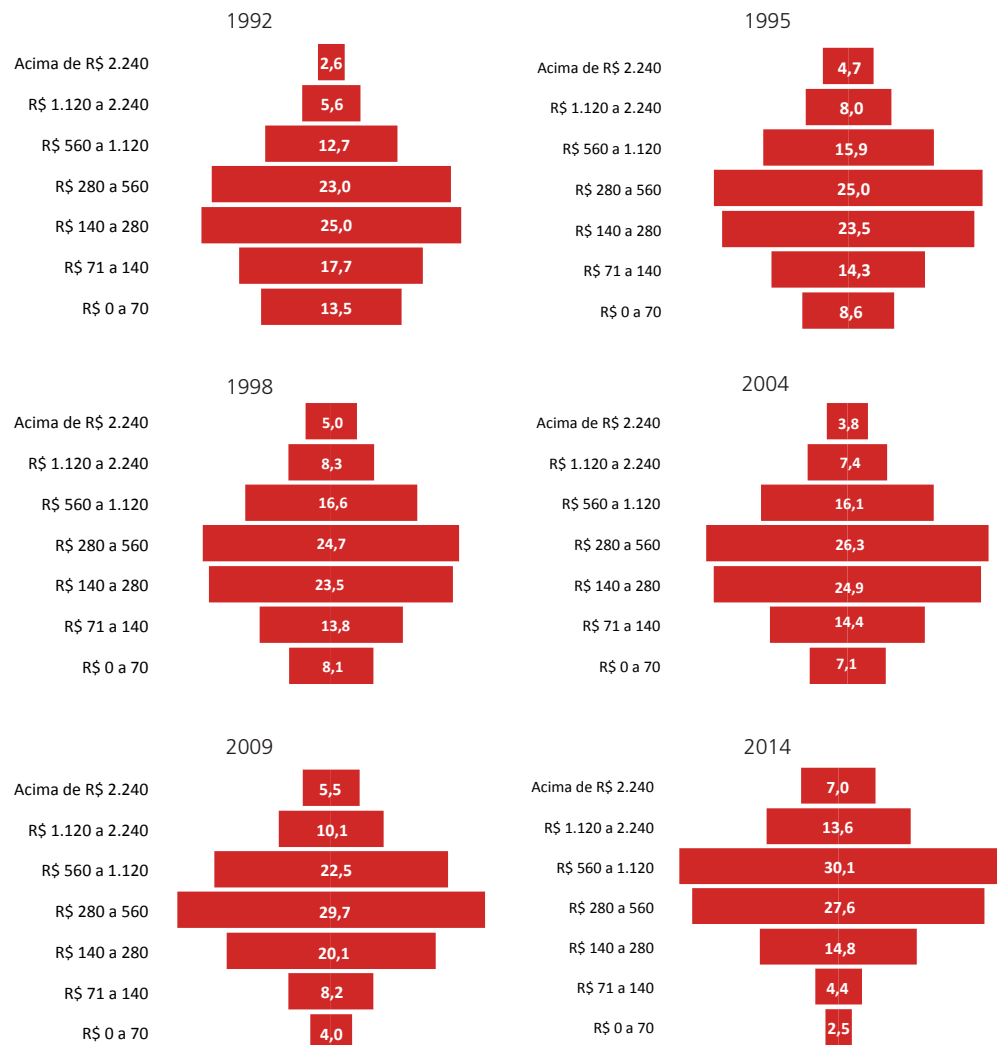 1992
Acima de R$ 2.240 2,6
R$ 1.120 a 2.240 5,6
R$ 560 a 1.120 12,7
R$ 280 a 560 23,0
R$ 140 a 280 25,0
R$ 71 a 140 17,7
R$ 0 a 70 13,5
1995
Acima de R$ 2.240 4,7
R$ 1.120 a 2.240 8,0
R$ 560 a 1.120 15,9
R$ 280 a 560 25,0
R$ 140 a 280 23,5
R$ 71 a 140 14,3
R$ 0 a 70 8,6
1998
Acima de R$ 2.240 5,0
R$ 1.120 a 2.240 8,3
R$ 560 a 1.120 16,6
R$ 280 a 560 24,7
R$ 140 a 280 23,5
R$ 71 a 140 13,8
R$ 0 a 70 8,1
2004
Acima de R$ 2.240 3,8
R$ 1.120 a 2.240 7,4
R$ 560 a 1.120 16,1
R$ 280 a 560 26,3
R$ 140 a 280 24,9
R$ 71 a 140 14,4
R$ 0 a 70 7,1
2009
Acima de R$ 2.240 5,5
R$ 1.120 a 2.240 10,1
R$ 560 a 1.120 22,5
R$ 280 a 560 29,7
R$ 140 a 280 20,1
R$ 71 a 140 8,2
R$ 0 a 70 4,0
2014
Acima de R$ 2.240 7,0
R$ 1.120 a 2.240 13,6
R$ 560 a 1.120 30,1
R$ 280 a 560 27,6
R$ 140 a 280 14,8
R$ 71 a 140 4,4
R$ 0 a 70 2,5